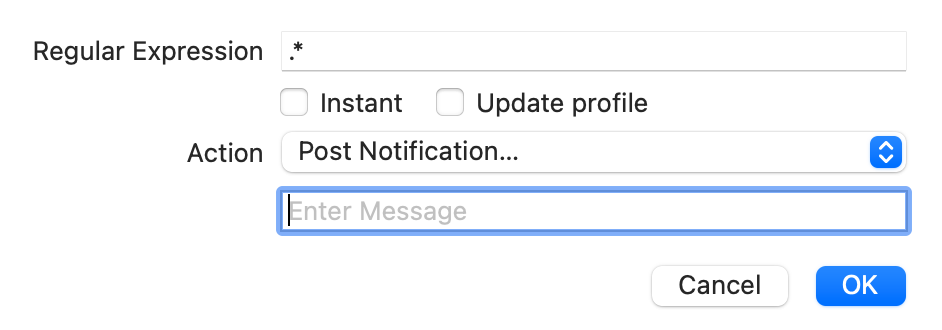 Regular Expression .*
Instant Update profile
Action Post Notification...
Enter Message
Cancel OK